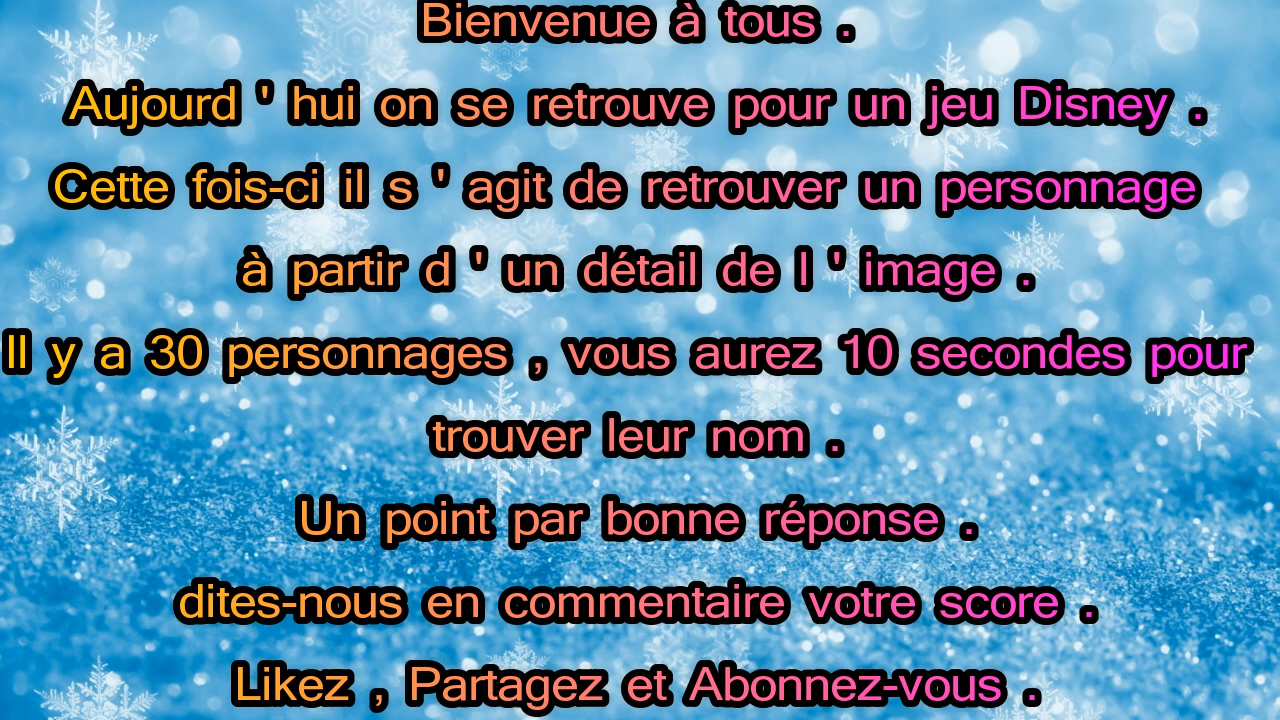 Bienvenue à tous .
Aujourd ' hui on se retrouve pour un jeu Disney .
Cette fois-ci il s ' agit de retrouver un personnage
à partir d ' un détail de l ' image .
Il y a 30 personnages , vous aurez 10 secondes pour
trouver leur nom .
Un point par bonne réponse .
dites-nous en commentaire votre score .
Likez , Partagez et Abonnez-vous .